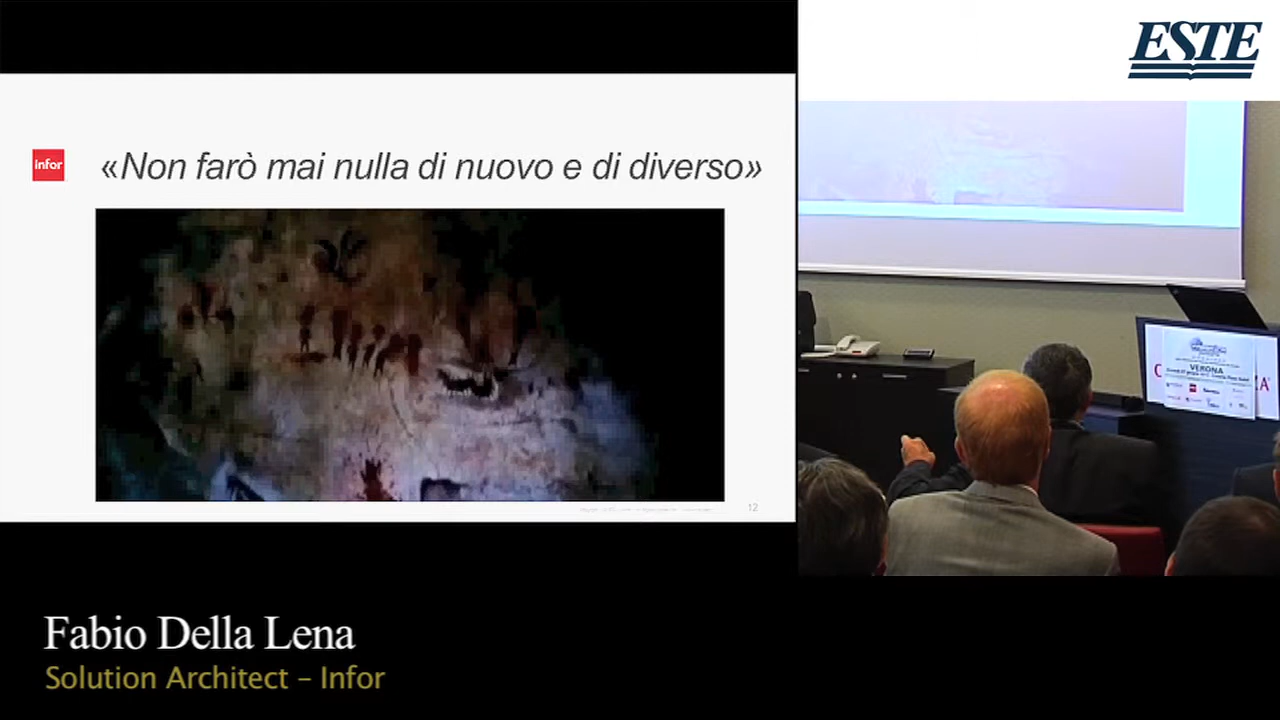 ESTE
infor
«Non farò mai nulla di nuovo e di diverso»
12
VERONA
Fabio Della Lena
Solution Architect – Infor